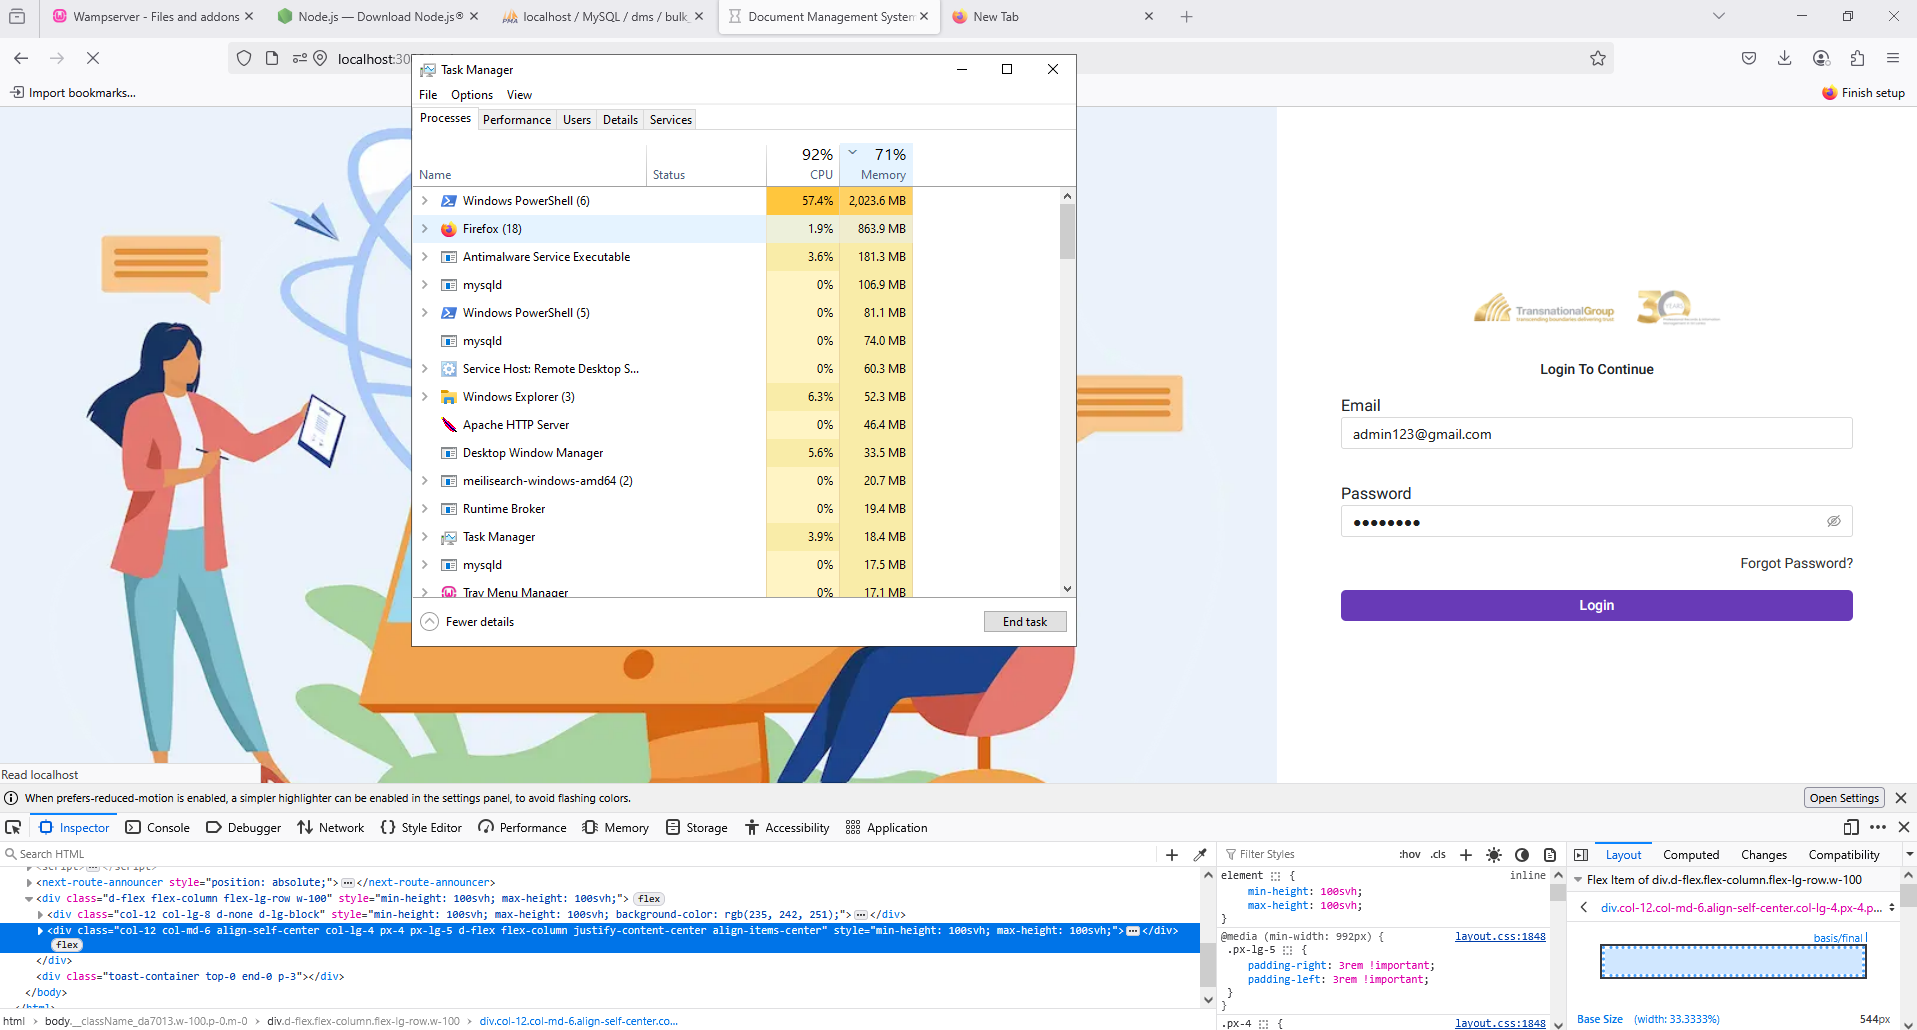 Wampserver - Files and addons
Node.js — Download Node.js®
localhost / MySQL / dms / bulk_
Document Management System
New Tab
localhost:30
Import bookmarks...
Finish setup
Task Manager
File Options View
Processes Performance Users Details Services
92% 71%
Name Status CPU Memory
Windows PowerShell (6) 57.4% 2,023.6 MB
Firefox (18) 1.9% 863.9 MB
Antimalware Service Executable 3.6% 181.3 MB
mysqld 0% 106.9 MB
Windows PowerShell (5) 0% 81.1 MB
mysqld 0% 74.0 MB
Service Host: Remote Desktop S... 0% 60.3 MB
Windows Explorer (3) 6.3% 52.3 MB
Apache HTTP Server 0% 46.4 MB
Desktop Window Manager 5.6% 33.5 MB
meilisearch-windows-amd64 (2) 0% 20.7 MB
Runtime Broker 0% 19.4 MB
Task Manager 3.9% 18.4 MB
mysqld 0% 17.5 MB
Tray Menu Manager 0% 17.1 MB
Fewer details End task
TransnationalGroup 30 YEARS
transcending boundaries delivering trust
Login To Continue
Email
admin123@gmail.com
Password
Forgot Password?
Login
Read localhost
When prefers-reduced-motion is enabled, a simpler highlighter can be enabled in the settings panel, to avoid flashing colors.
Open Settings
Inspector Console Debugger Network Style Editor Performance Memory Storage Accessibility Application
Search HTML
<script>…</script>
<next-route-announcer style="position: absolute;">…</next-route-announcer>
<div class="d-flex flex-column flex-lg-row w-100" style="min-height: 100svh; max-height: 100svh;"> flex
<div class="col-12 col-lg-8 d-none d-lg-block" style="min-height: 100svh; max-height: 100svh; background-color: rgb(235, 242, 251);">…</div>
<div class="col-12 col-md-6 align-self-center col-lg-4 px-4 px-lg-5 d-flex flex-column justify-content-center align-items-center" style="min-height: 100svh; max-height: 100svh;">…</div>
flex
</div>
<div class="toast-container top-0 end-0 p-3"></div>
</body>
</html>
html > body.__className_da7013.w-100.p-0.m-0 > div.d-flex.flex-column.flex-lg-row.w-100 > div.col-12.col-md-6.align-self-center.co...
Filter Styles :hov .cls
element { inline
min-height: 100svh;
max-height: 100svh;
}
@media (min-width: 992px) { layout.css:1848
.px-lg-5 {
padding-right: 3rem !important;
padding-left: 3rem !important;
}
}
.px-4 { layout.css:1848
Layout Computed Changes Compatibility
Flex Item of div.d-flex.flex-column.flex-lg-row.w-100
div.col-12.col-md-6.align-self-center.col-lg-4.px-4.p...
basis/final
Base Size (width: 33.3333%) 544px